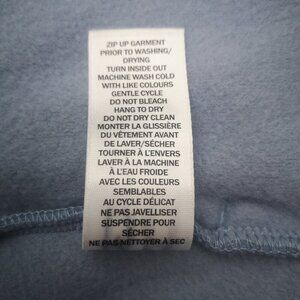 ZIP UP GARMENT
PRIOR TO WASHING/
DRYING
TURN INSIDE OUT
MACHINE WASH COLD
WITH LIKE COLOURS
GENTLE CYCLE
DO NOT BLEACH
HANG TO DRY
DO NOT DRY CLEAN
MONTER LA GLISSIÈRE
DU VÊTEMENT AVANT
DE LAVER/SÉCHER
TOURNER À L'ENVERS
LAVER À LA MACHINE
À L'EAU FROIDE
AVEC LES COULEURS
SEMBLABLES
AU CYCLE DÉLICAT
NE PAS JAVELLISER
SUSPENDRE POUR
SÉCHER
NE PAS NETTOYER À SEC